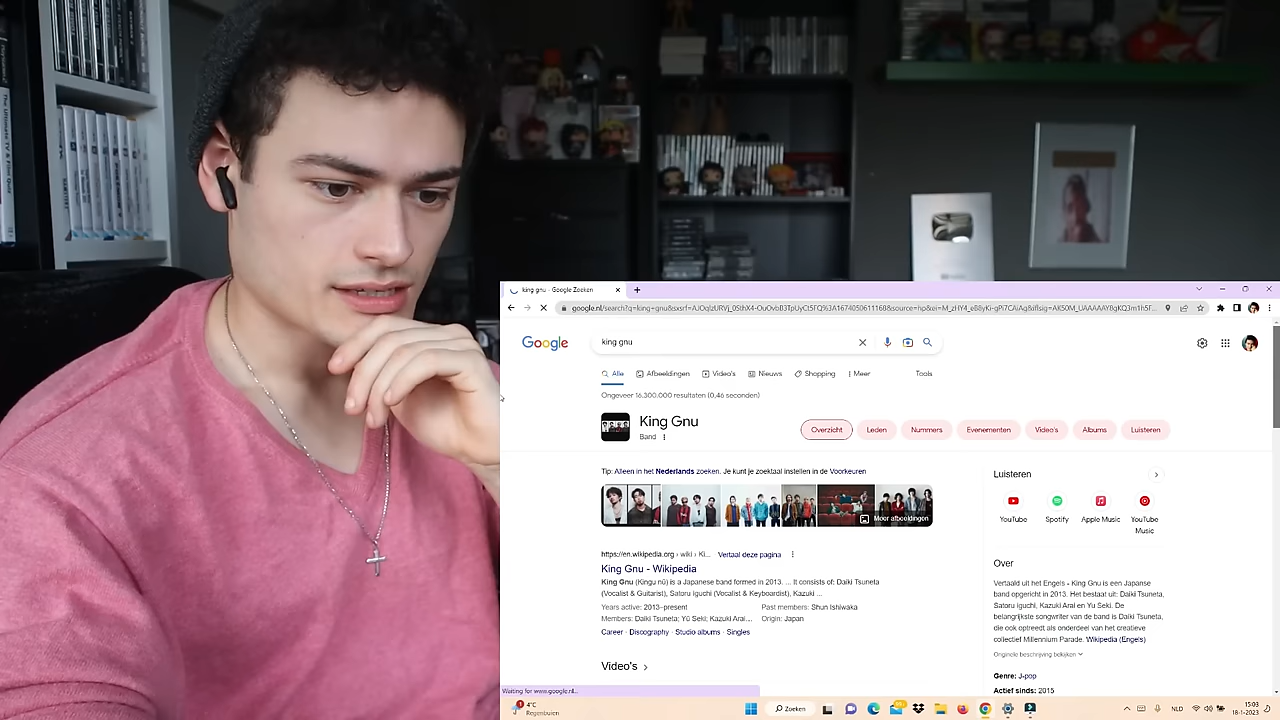 king gnu - Google Zoeken
Google
king gnu
Alle
Afbeeldingen
Video's
Nieuws
Shopping
Meer
Tools
Ongeveer 16.300.000 resultaten (0,46 seconden)
King Gnu
Band
Overzicht
Leden
Nummers
Evenementen
Video's
Albums
Luisteren
Tip: Alleen in het Nederlands zoeken. Je kunt je zoektaal instellen in de Voorkeuren
Meer afbeeldingen
https://en.wikipedia.org › wiki › Ki... Vertaal deze pagina
King Gnu - Wikipedia
King Gnu (Kingu nū) is a Japanese band formed in 2013. ... It consists of: Daiki Tsuneta
(Vocalist & Guitarist), Satoru Iguchi (Vocalist & Keyboardist), Kazuki ...
Years active: 2013–present
Past members: Shun Ishiwaka
Members: Daiki Tsuneta; Yū Seki; Kazuki Arai...
Origin: Japan
Career · Discography · Studio albums · Singles
Video's
Luisteren
YouTube
Spotify
Apple Music
YouTube
Music
Over
Vertaald uit het Engels - King Gnu is een Japanse
band opgericht in 2013. Het bestaat uit: Daiki Tsuneta,
Satoru Iguchi, Kazuki Arai en Yu Seki. De
belangrijkste songwriter van de band is Daiki Tsuneta,
die ook optreedt als onderdeel van het creatieve
collectief Millennium Parade. Wikipedia (Engels)
Originele beschrijving bekijken
Genre: J-pop
Actief sinds: 2015
Waiting for www.google.nl...
4°C
Regenbuien
Zoeken
NLD
15:03
18-1-2023